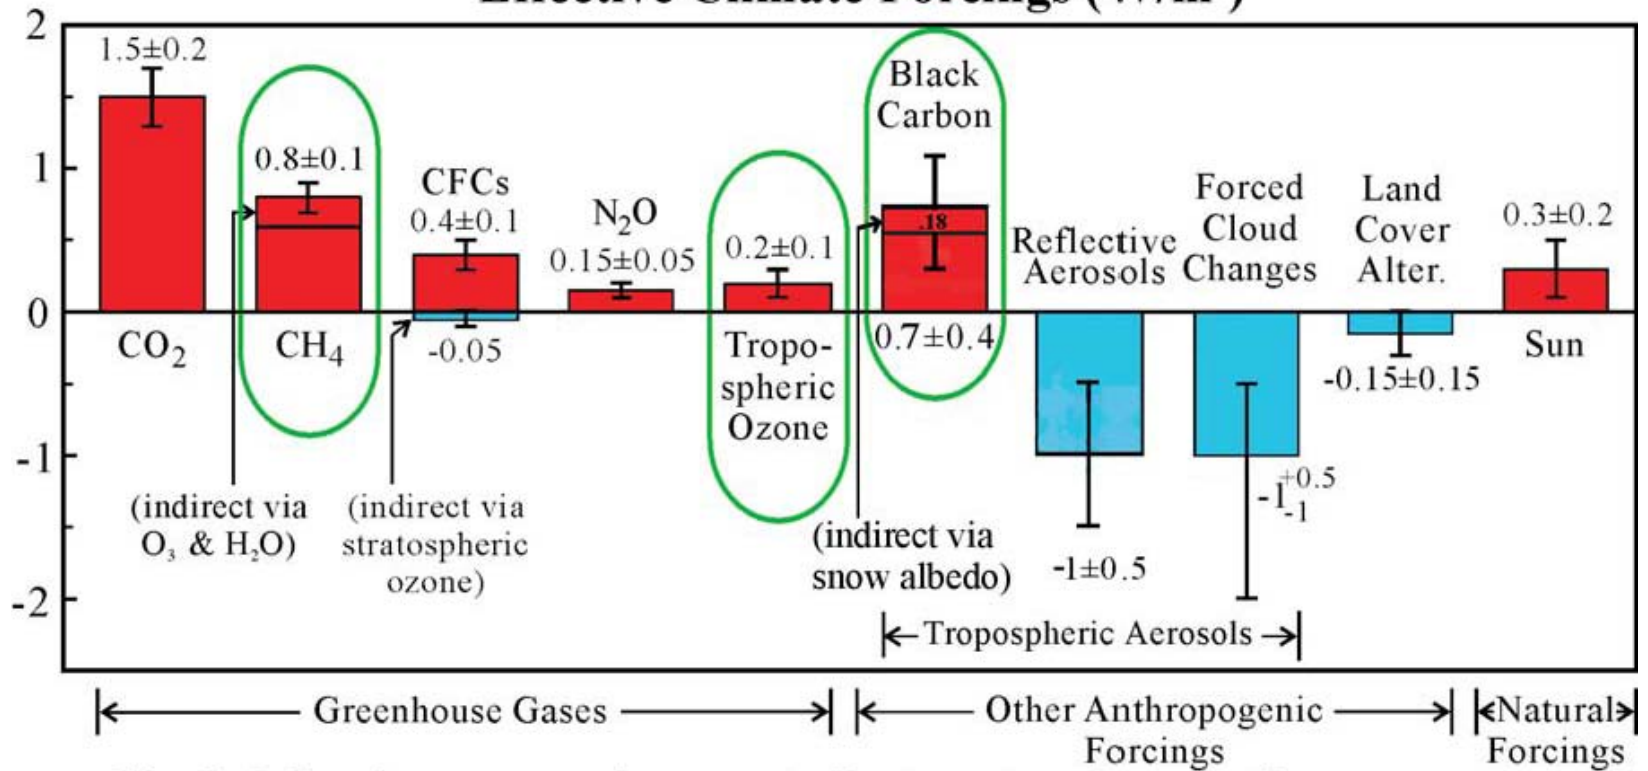 Effective Climate Forcings (W/m²)
2
1
0
-1
-2
1.5±0.2
CO₂
0.8±0.1
CH₄
(indirect via
O₃ & H₂O)
CFCs
0.4±0.1
-0.05
(indirect via
stratospheric
ozone)
N₂O
0.15±0.05
0.2±0.1
Tropo-
spheric
Ozone
Black
Carbon
.18
0.7±0.4
(indirect via
snow albedo)
Reflective
Aerosols
-1±0.5
Forced
Cloud
Changes
-1 +0.5
-1
Land
Cover
Alter.
-0.15±0.15
0.3±0.2
Sun
Tropospheric Aerosols
Greenhouse Gases
Other Anthropogenic
Forcings
Natural
Forcings